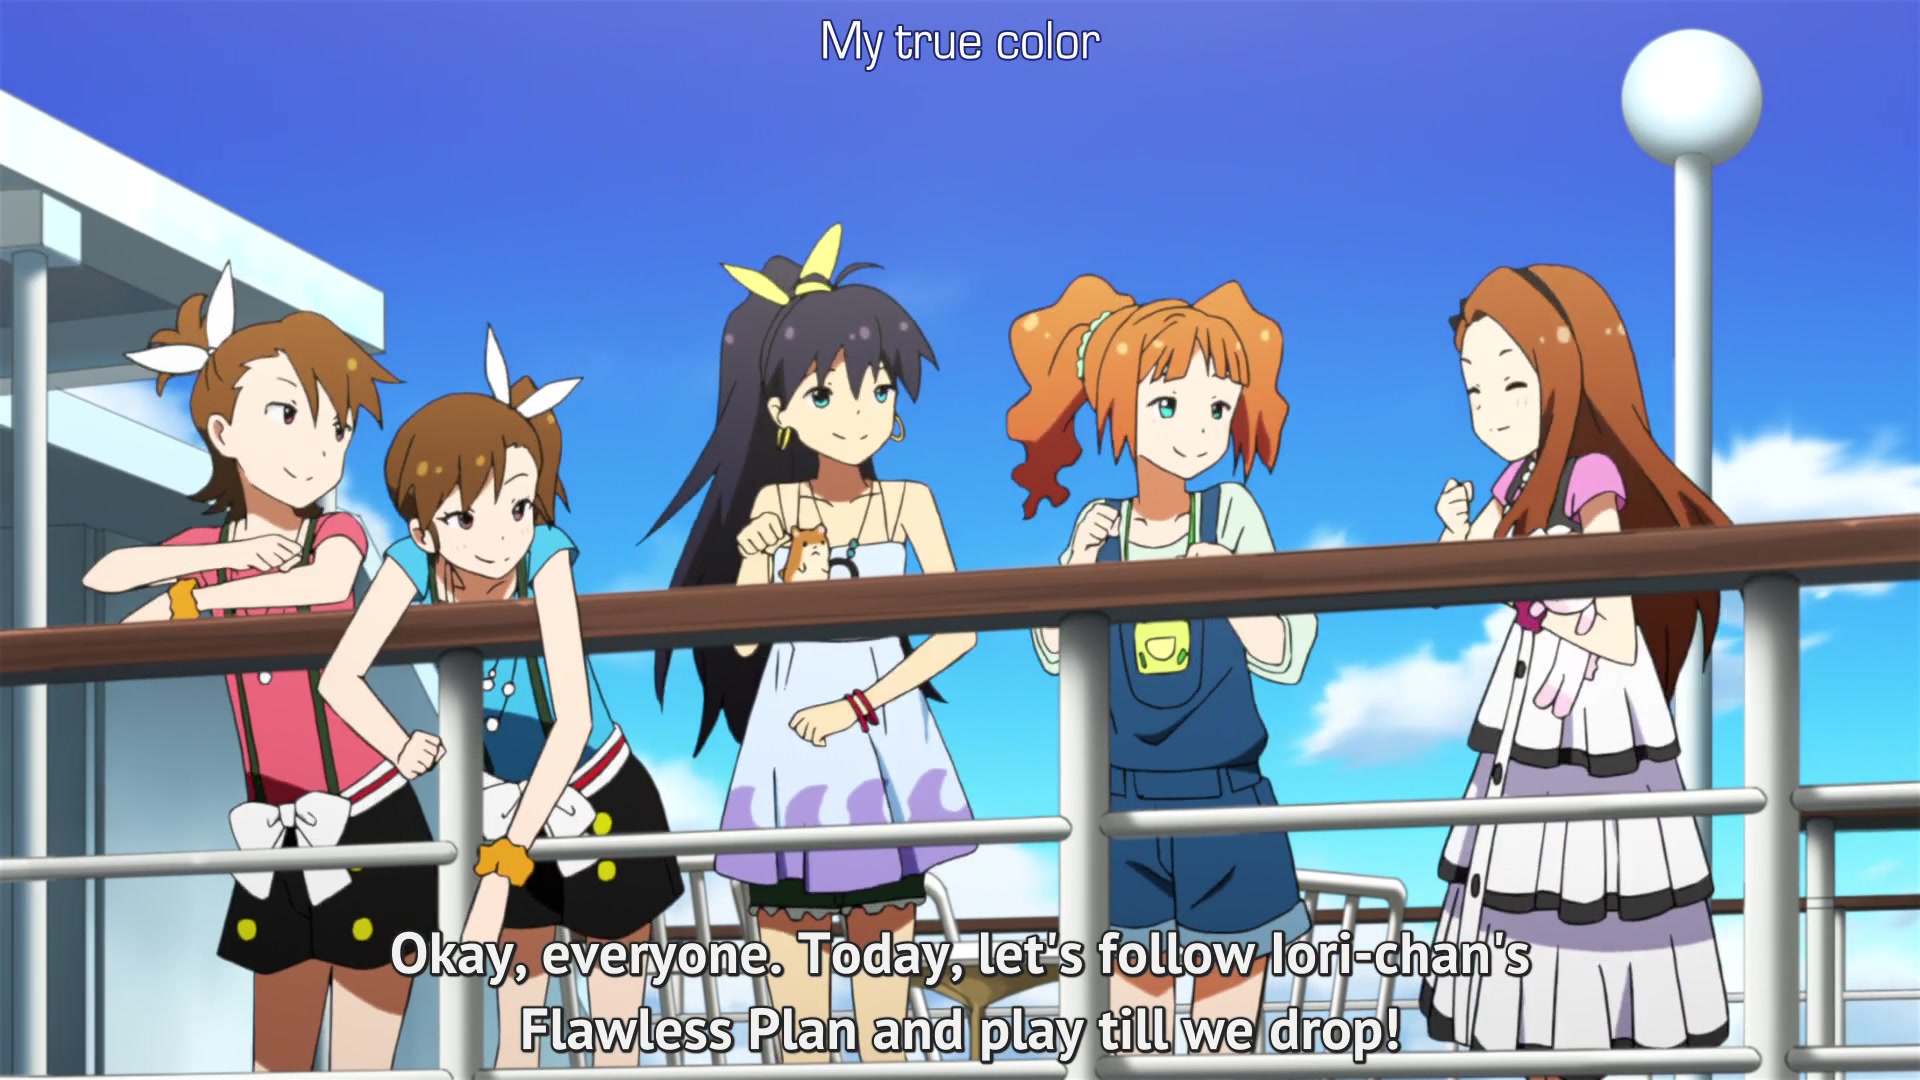 My true color
Okay, everyone. Today, let's follow Iori-chan's
Flawless Plan and play till we drop!